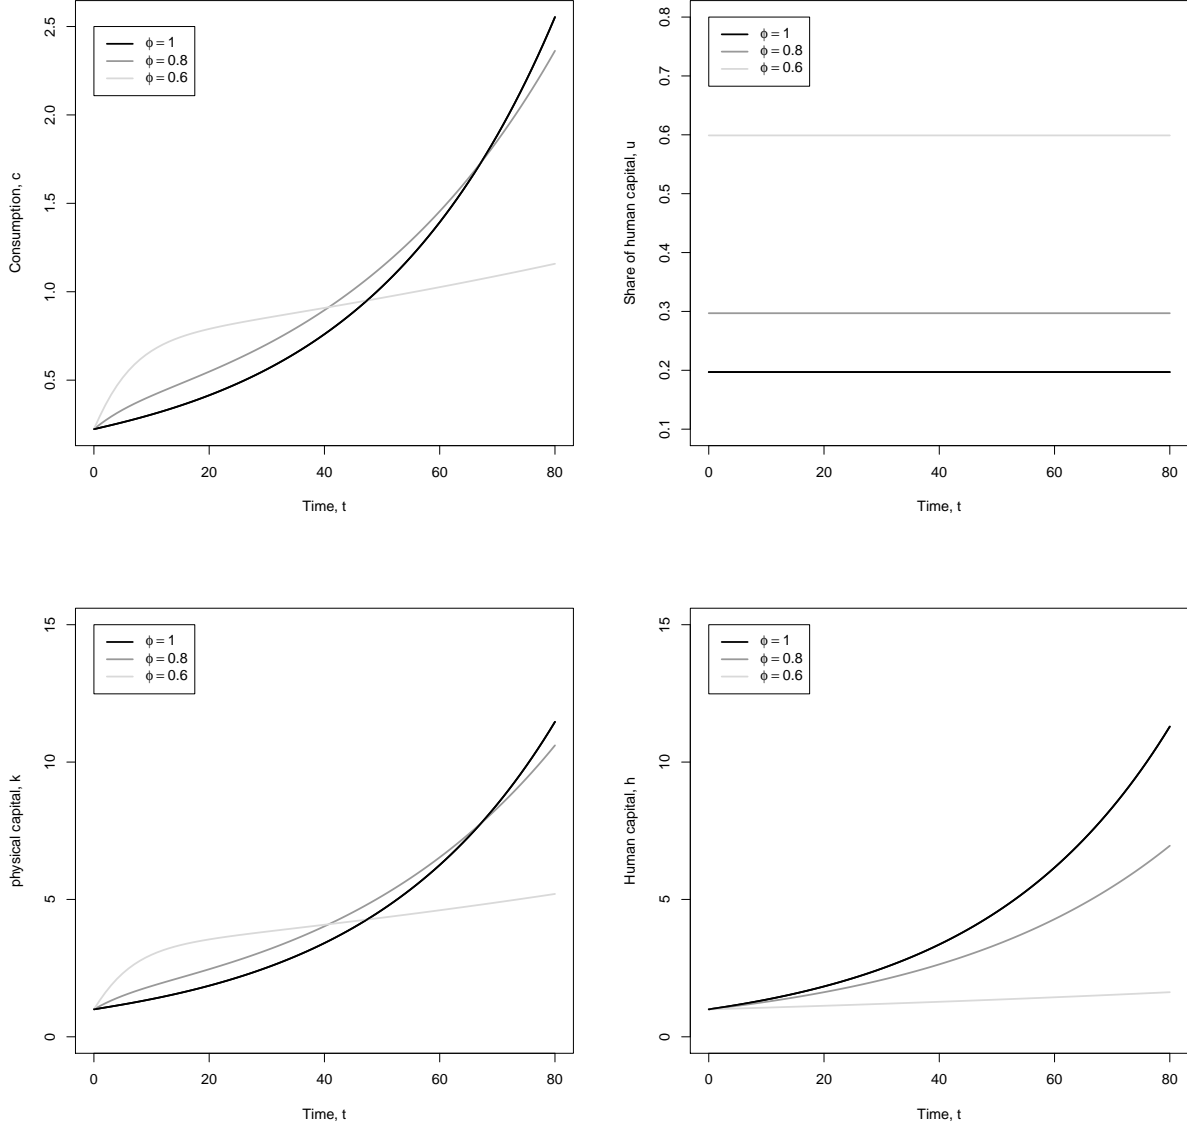 2.5
2.0
1.5
1.0
0.5
Consumption, c
ϕ = 1
ϕ = 0.8
ϕ = 0.6
0 20 40 60 80
Time, t
0.8
0.7
0.6
0.5
0.4
0.3
0.2
0.1
Share of human capital, u
ϕ = 1
ϕ = 0.8
ϕ = 0.6
0 20 40 60 80
Time, t
15
10
5
0
physical capital, k
ϕ = 1
ϕ = 0.8
ϕ = 0.6
0 20 40 60 80
Time, t
15
10
5
0
Human capital, h
ϕ = 1
ϕ = 0.8
ϕ = 0.6
0 20 40 60 80
Time, t